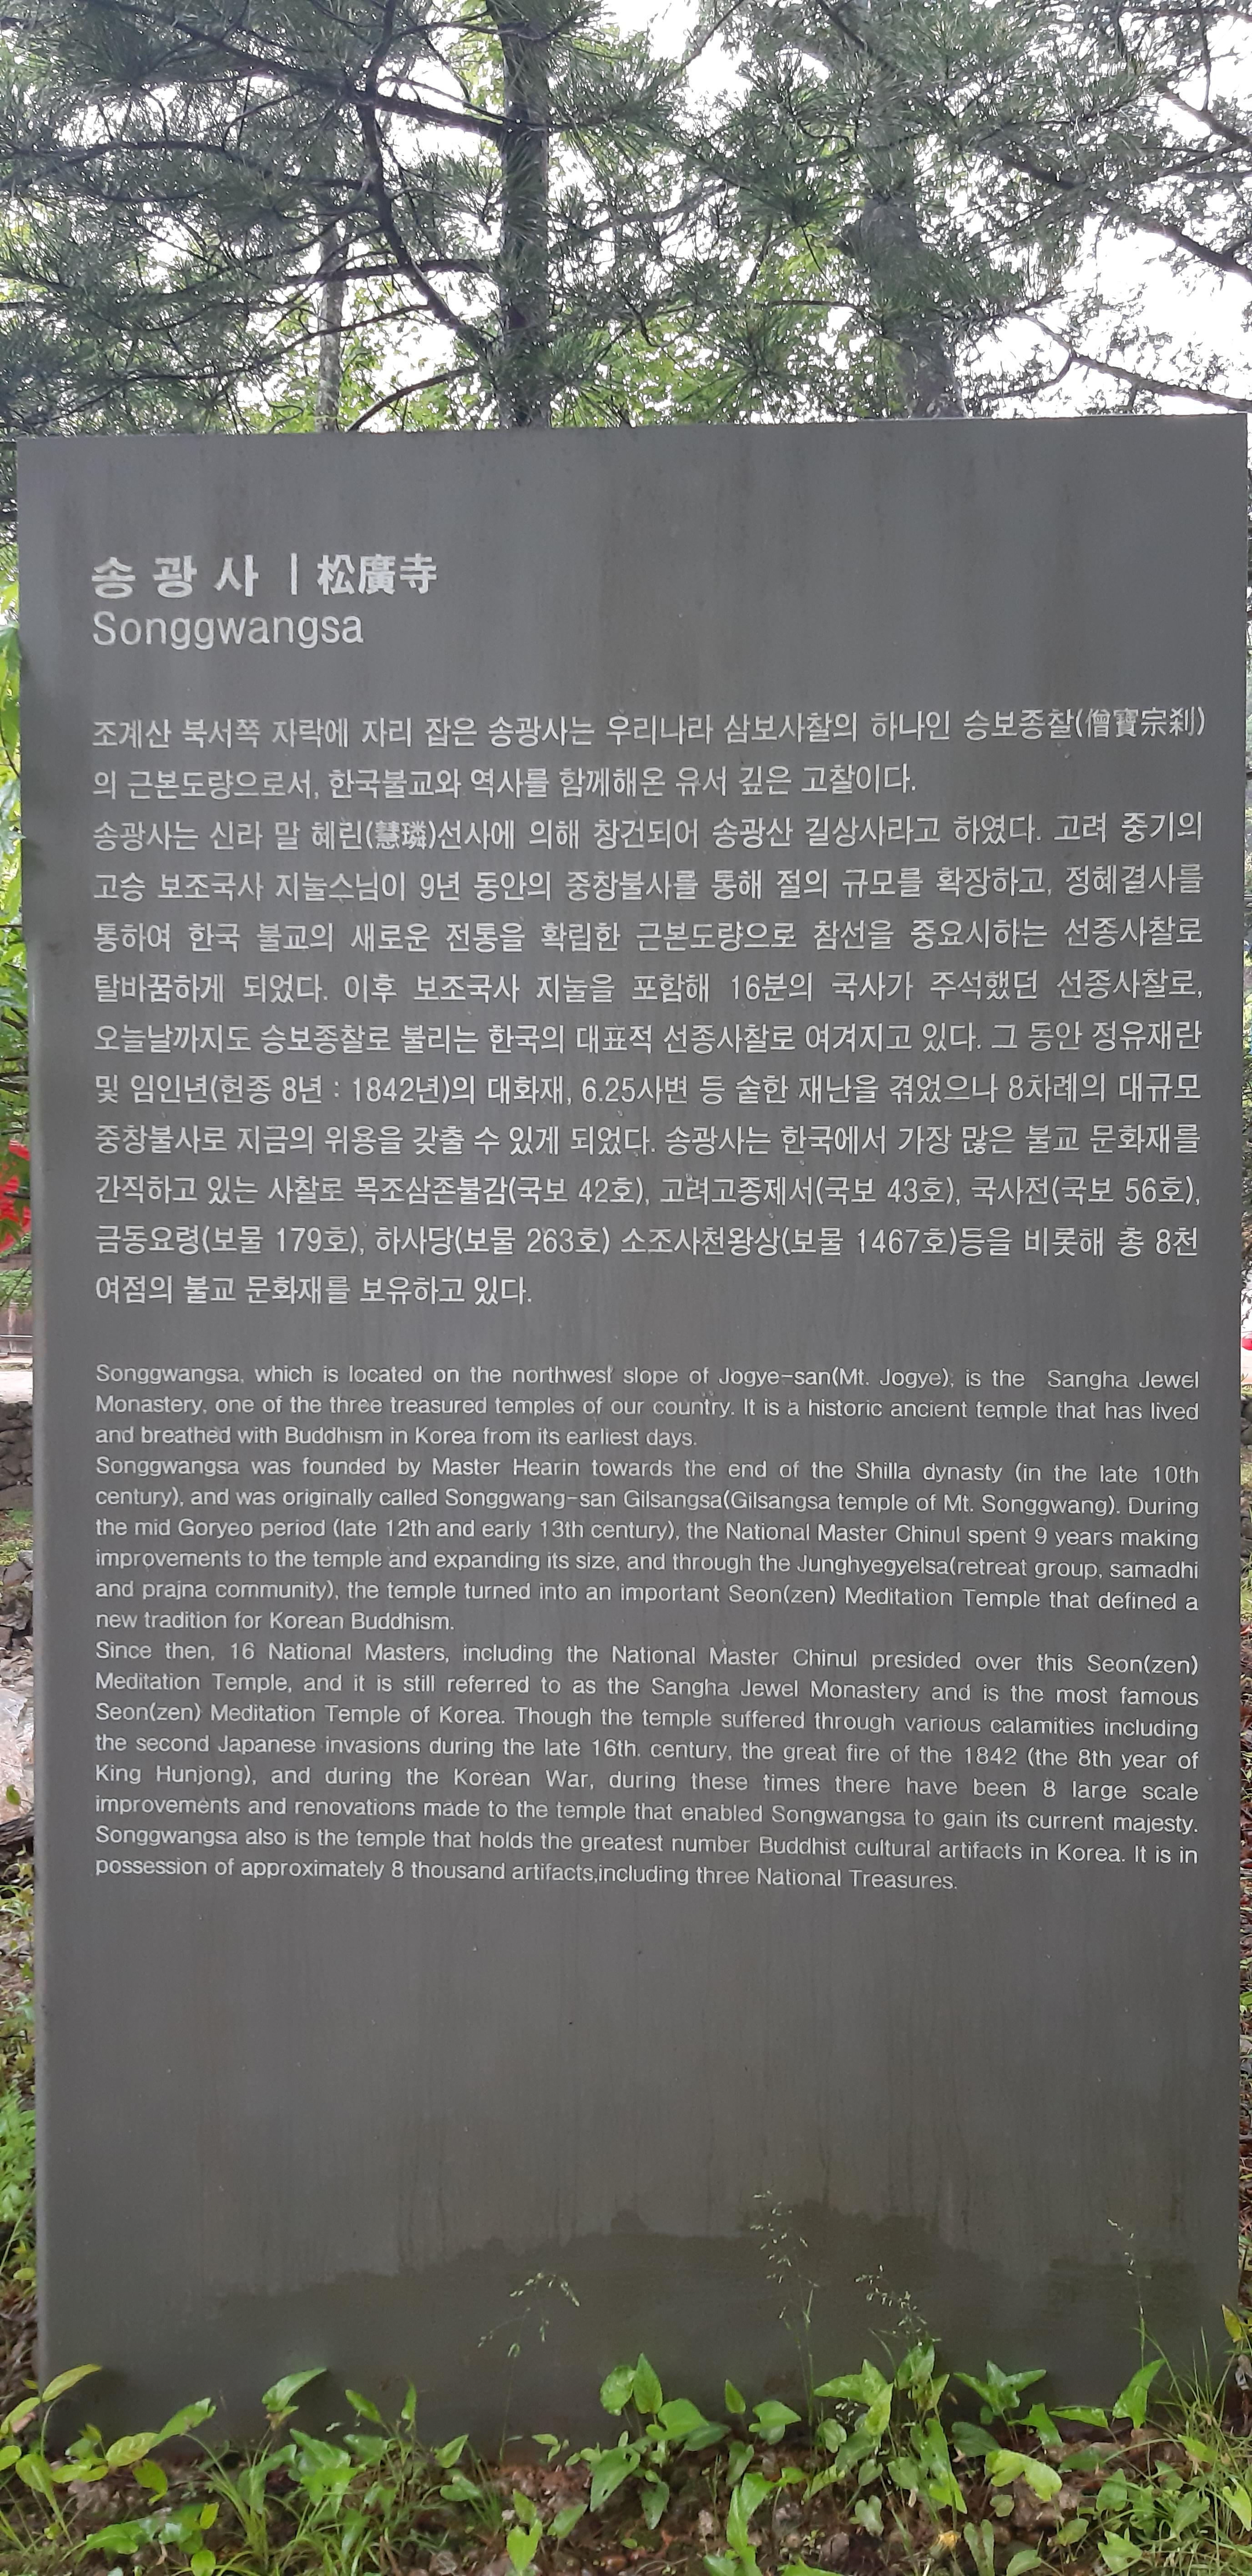 송광사 | 松廣寺
Songgwangsa
조계산 북서쪽 자락에 자리 잡은 송광사는 우리나라 삼보사찰의 하나인 승보종찰(僧寶宗刹)
의 근본도량으로서, 한국불교와 역사를 함께해온 유서 깊은 고찰이다.
송광사는 신라 말 혜린(慧璘)선사에 의해 창건되어 송광산 길상사라고 하였다. 고려 중기의
고승 보조국사 지눌스님이 9년 동안의 중창불사를 통해 절의 규모를 확장하고, 정혜결사를
통하여 한국 불교의 새로운 전통을 확립한 근본도량으로 참선을 중요시하는 선종사찰로
탈바꿈하게 되었다. 이후 보조국사 지눌을 포함해 16분의 국사가 주석했던 선종사찰로,
오늘날까지도 승보종찰로 불리는 한국의 대표적 선종사찰로 여겨지고 있다. 그 동안 정유재란
및 임인년(헌종 8년 : 1842년)의 대화재, 6.25사변 등 숱한 재난을 겪었으나 8차례의 대규모
중창불사로 지금의 위용을 갖출 수 있게 되었다. 송광사는 한국에서 가장 많은 불교 문화재를
간직하고 있는 사찰로 목조삼존불감(국보 42호), 고려고종제서(국보 43호), 국사전(국보 56호),
금동요령(보물 179호), 하사당(보물 263호) 소조사천왕상(보물 1467호)등을 비롯해 총 8천
여점의 불교 문화재를 보유하고 있다.
Songgwangsa, which is located on the northwest slope of Jogye-san(Mt. Jogye), is the Sangha Jewel
Monastery, one of the three treasured temples of our country. It is a historic ancient temple that has lived
and breathed with Buddhism in Korea from its earliest days.
Songgwangsa was founded by Master Hearin towards the end of the Shilla dynasty (in the late 10th
century), and was originally called Songgwang-san Gilsangsa(Gilsangsa temple of Mt. Songgwang). During
the mid Goryeo period (late 12th and early 13th century), the National Master Chinul spent 9 years making
improvements to the temple and expanding its size, and through the Junghyegyelsa(retreat group, samadhi
and prajna community), the temple turned into an important Seon(zen) Meditation Temple that defined a
new tradition for Korean Buddhism.
Since then, 16 National Masters, including the National Master Chinul presided over this Seon(zen)
Meditation Temple, and it is still referred to as the Sangha Jewel Monastery and is the most famous
Seon(zen) Meditation Temple of Korea. Though the temple suffered through various calamities including
the second Japanese invasions during the late 16th. century, the great fire of the 1842 (the 8th year of
King Hunjong), and during the Korean War, during these times there have been 8 large scale
improvements and renovations made to the temple that enabled Songwangsa to gain its current majesty.
Songgwangsa also is the temple that holds the greatest number Buddhist cultural artifacts in Korea. It is in
possession of approximately 8 thousand artifacts,including three National Treasures.